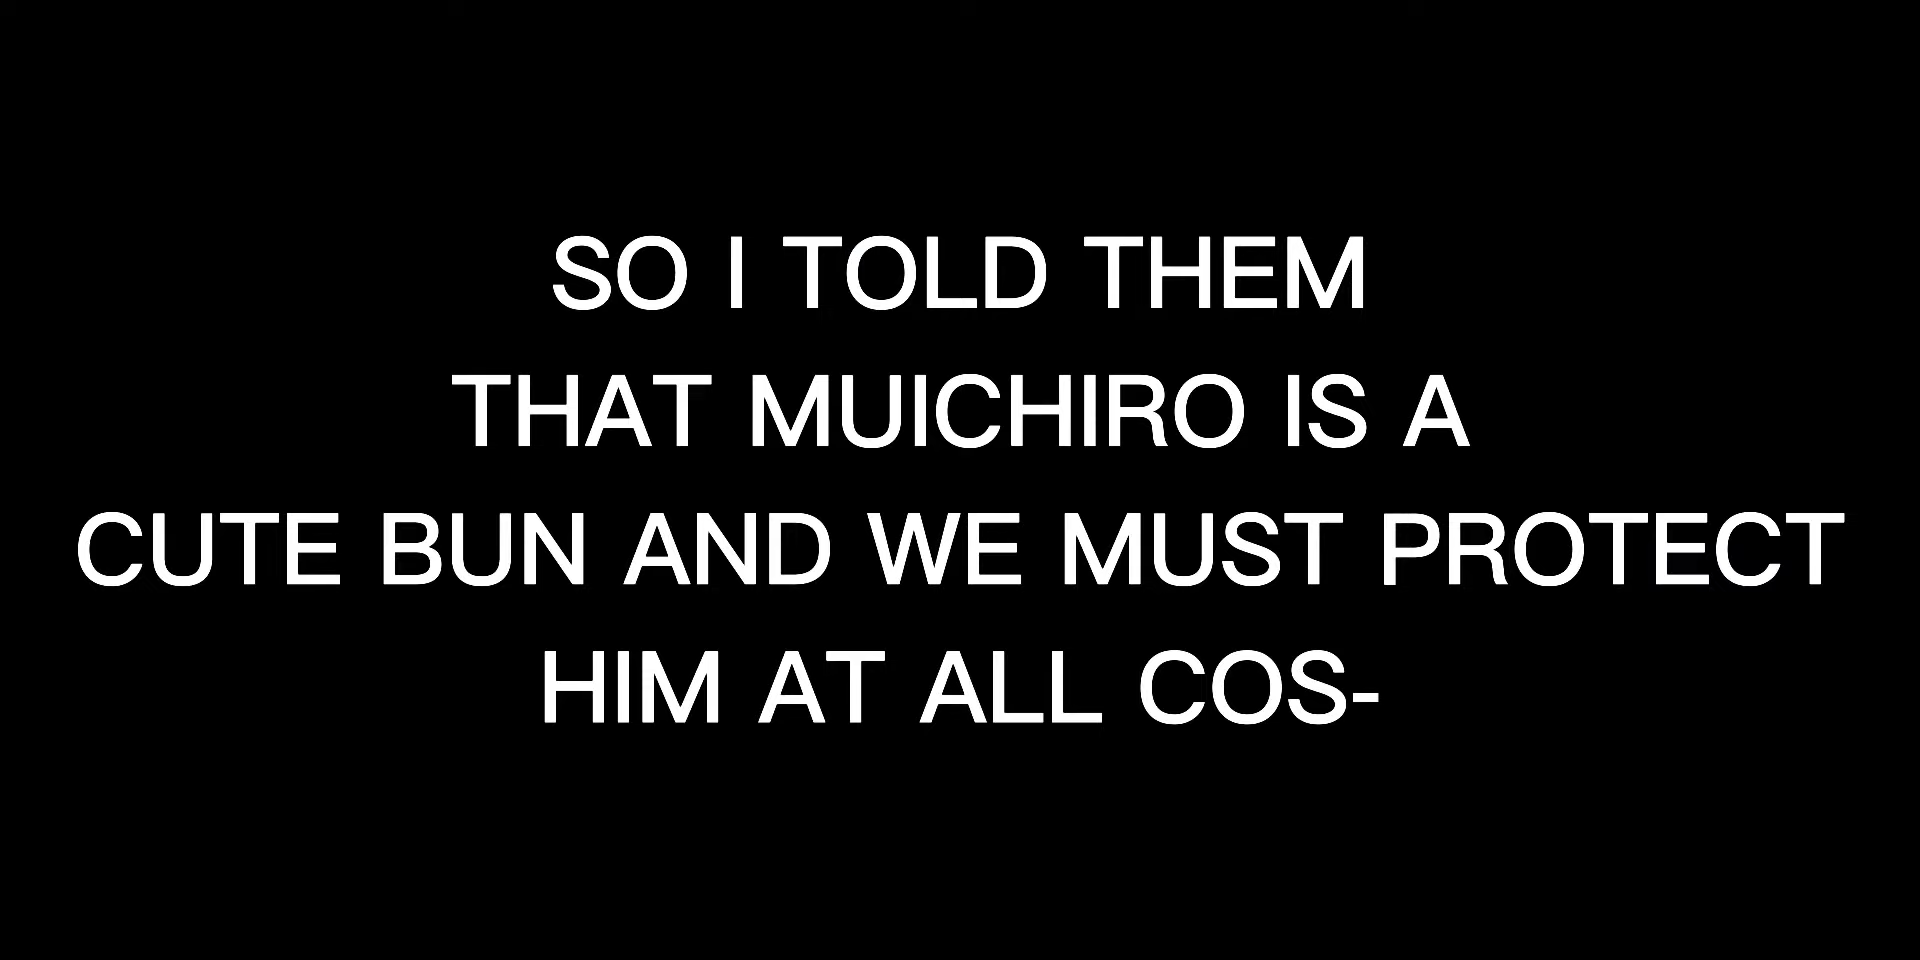 SO I TOLD THEM
THAT MUICHIRO IS A
CUTE BUN AND WE MUST PROTECT
HIM AT ALL COS-